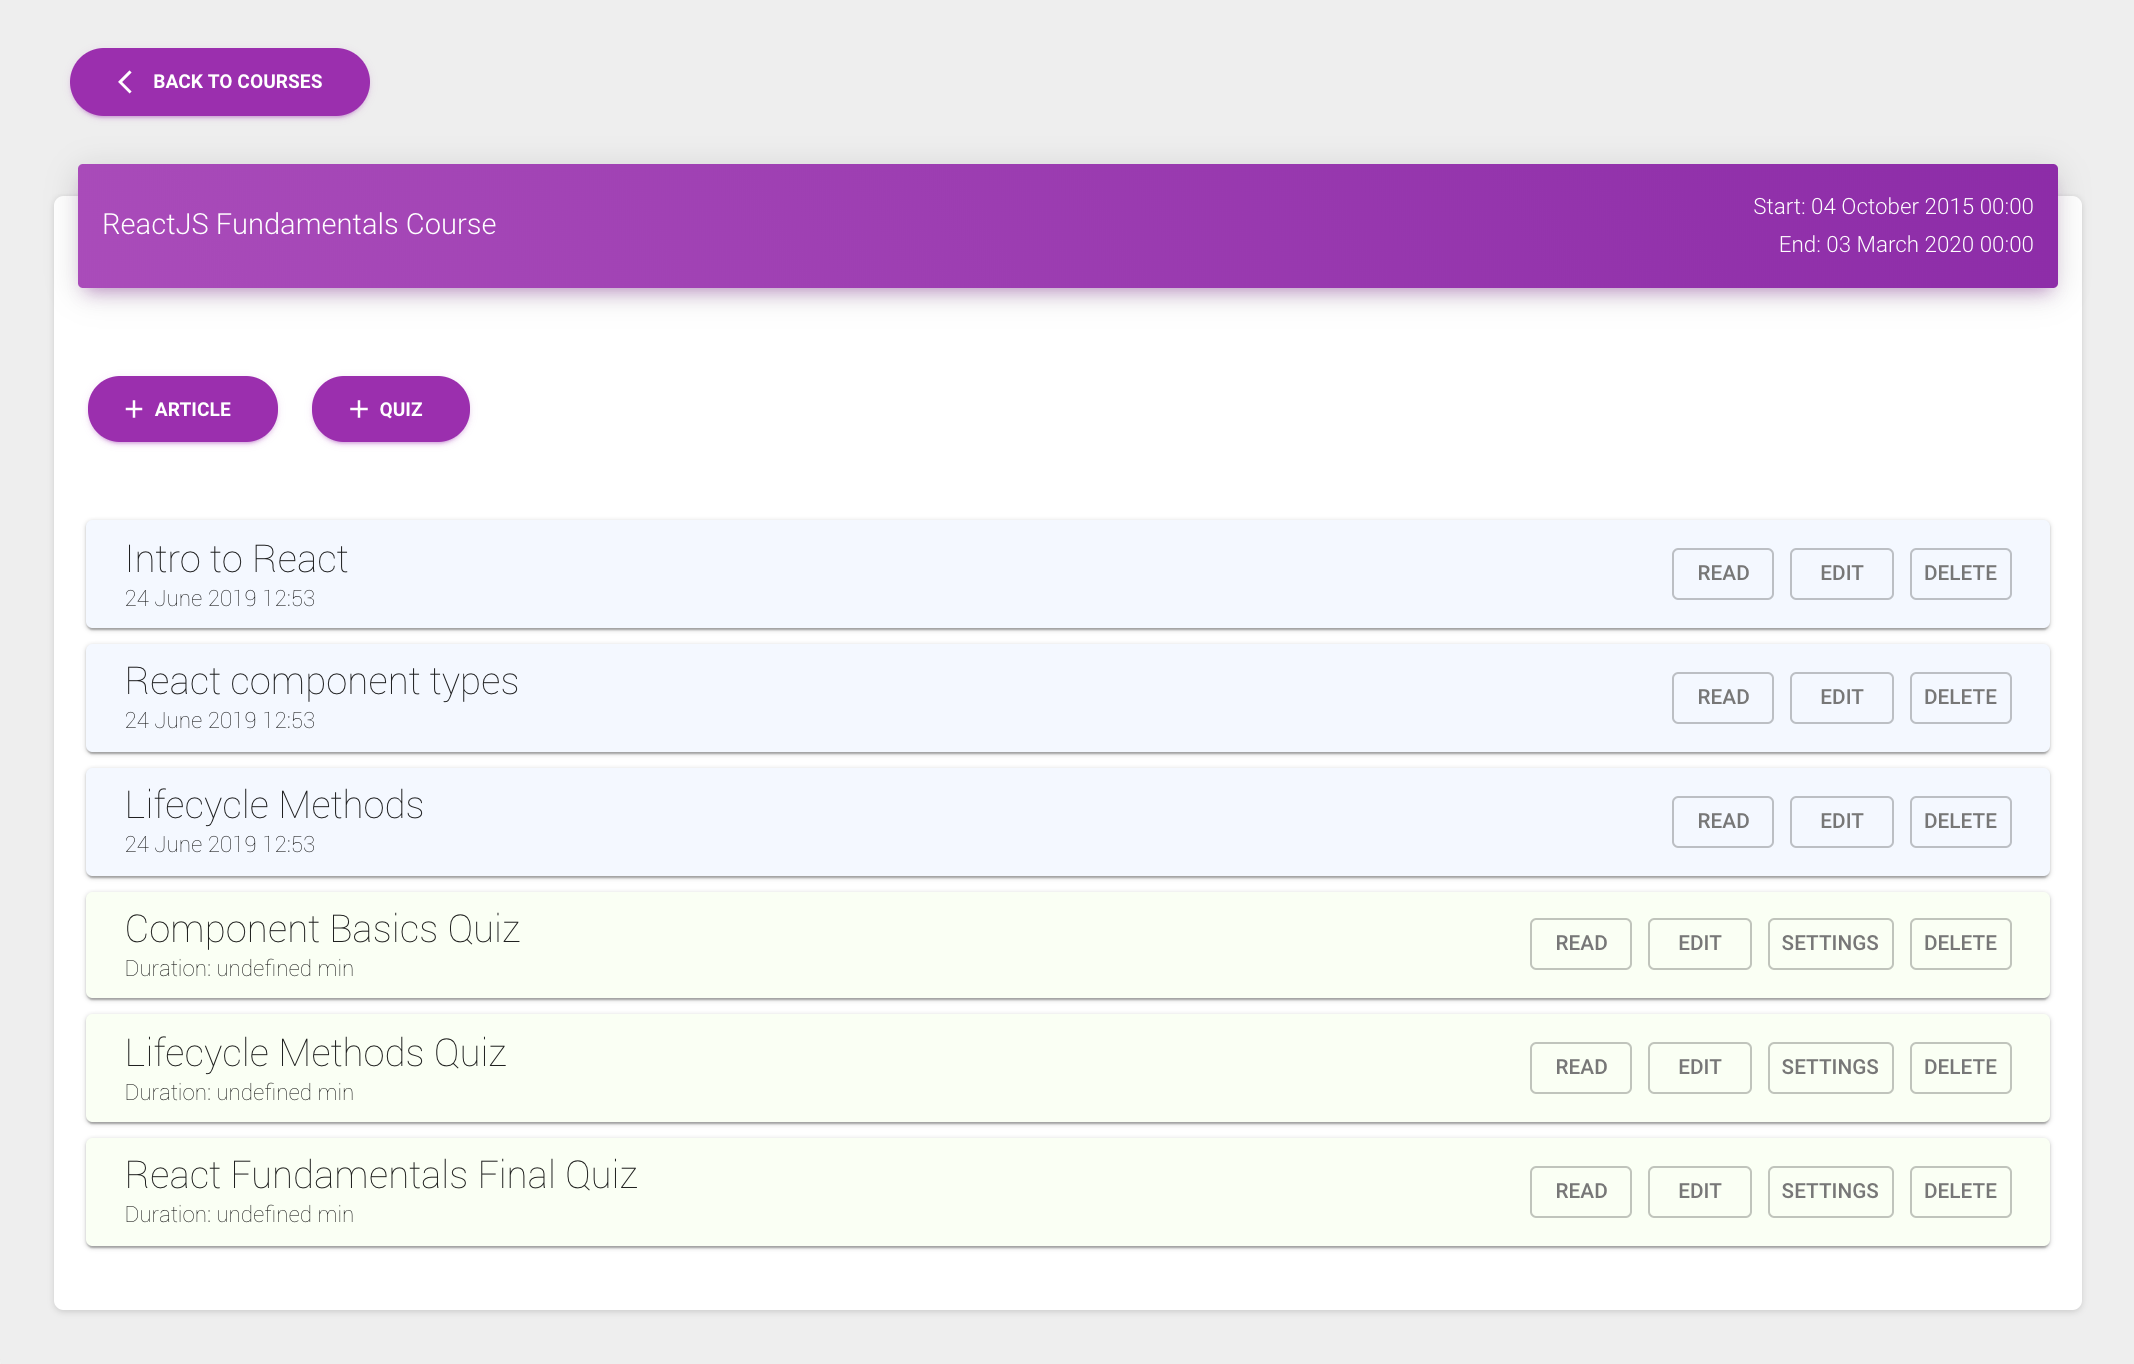 BACK TO COURSES
ReactJS Fundamentals Course
Start: 04 October 2015 00:00
End: 03 March 2020 00:00
+ ARTICLE
+ QUIZ
Intro to React
24 June 2019 12:53
READ EDIT DELETE
React component types
24 June 2019 12:53
READ EDIT DELETE
Lifecycle Methods
24 June 2019 12:53
READ EDIT DELETE
Component Basics Quiz
Duration: undefined min
READ EDIT SETTINGS DELETE
Lifecycle Methods Quiz
Duration: undefined min
READ EDIT SETTINGS DELETE
React Fundamentals Final Quiz
Duration: undefined min
READ EDIT SETTINGS DELETE